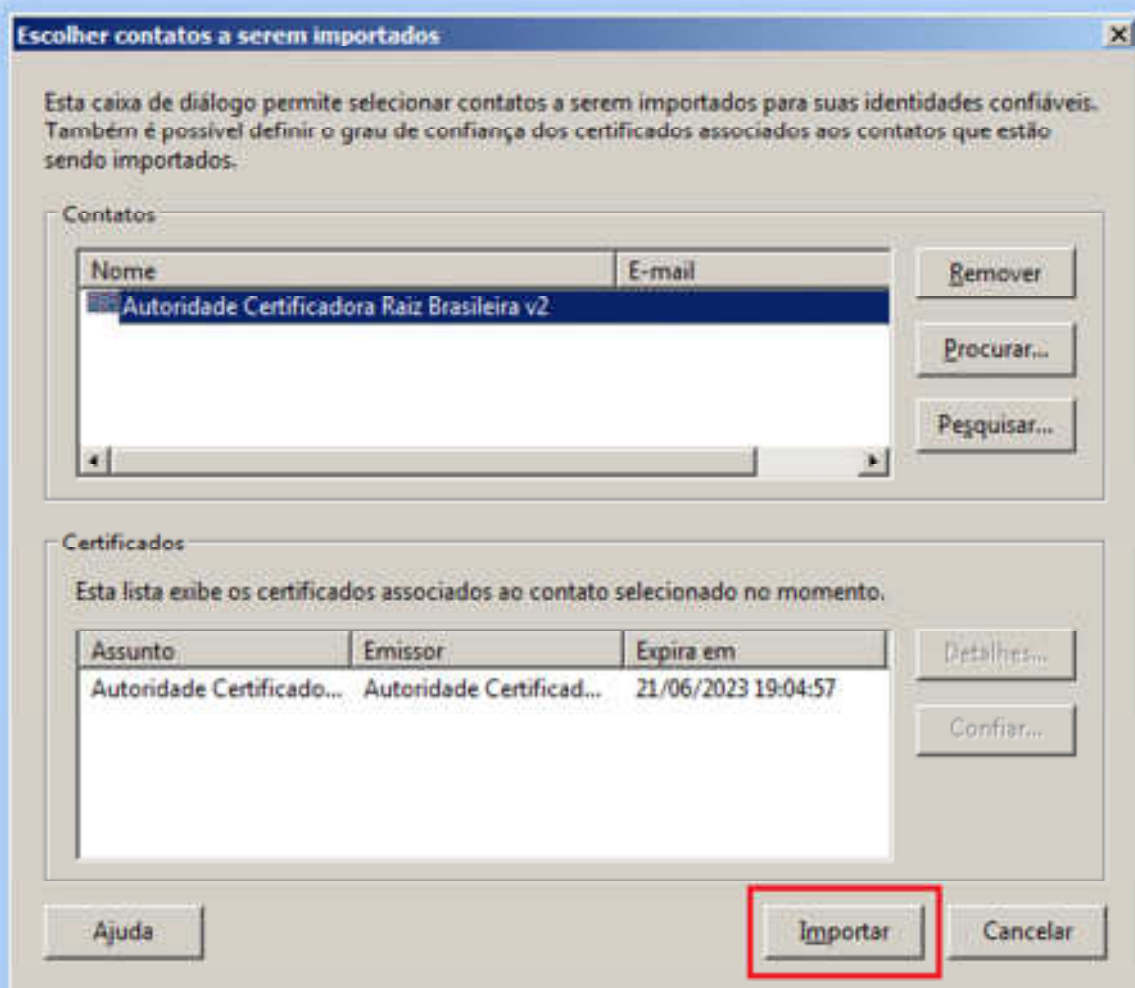 Escolher contatos a serem importados
Esta caixa de diálogo permite selecionar contatos a serem importados para suas identidades confiáveis.
Também é possível definir o grau de confiança dos certificados associados aos contatos que estão
sendo importados.
Contatos
Nome E-mail
Autoridade Certificadora Raiz Brasileira v2
Remover
Procurar...
Pesquisar...
Certificados
Esta lista exibe os certificados associados ao contato selecionado no momento.
Assunto Emissor Expira em
Autoridade Certificado... Autoridade Certificad... 21/06/2023 19:04:57
Detalhes...
Confiar...
Ajuda Importar Cancelar